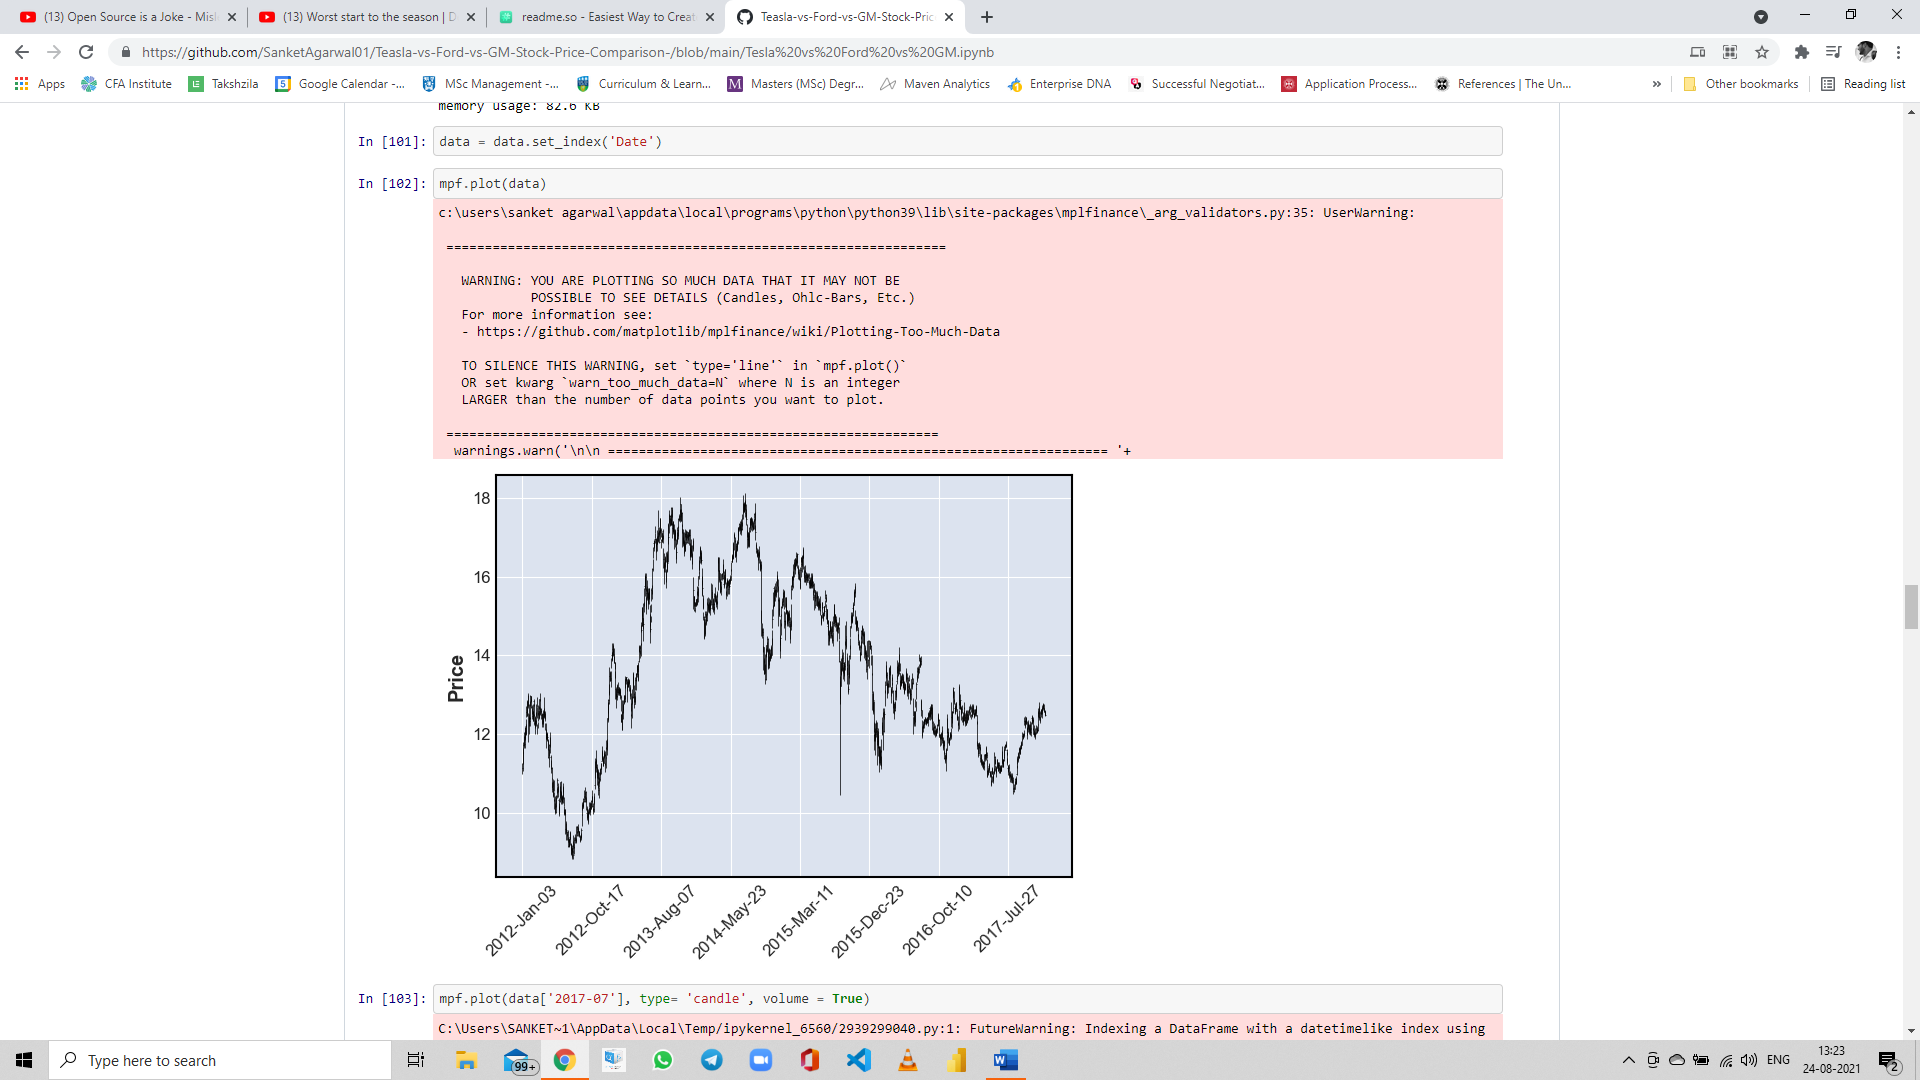 (13) Open Source is a Joke - Misl
(13) Worst start to the season | D
readme.so - Easiest Way to Creat
Teasla-vs-Ford-vs-GM-Stock-Pric
https://github.com/SanketAgarwal01/Teasla-vs-Ford-vs-GM-Stock-Price-Comparison-/blob/main/Tesla%20vs%20Ford%20vs%20GM.ipynb
Apps
CFA Institute
Takshzila
Google Calendar -...
MSc Management -...
Curriculum & Learn...
Masters (MSc) Degr...
Maven Analytics
Enterprise DNA
Successful Negotiat...
Application Process...
References | The Un...
»
Other bookmarks
Reading list
memory usage: 82.6 KB
In [101]: data = data.set_index('Date')
In [102]: mpf.plot(data)
c:\users\sanket agarwal\appdata\local\programs\python\python39\lib\site-packages\mplfinance\_arg_validators.py:35: UserWarning:
=================================================================
WARNING: YOU ARE PLOTTING SO MUCH DATA THAT IT MAY NOT BE
POSSIBLE TO SEE DETAILS (Candles, Ohlc-Bars, Etc.)
For more information see:
- https://github.com/matplotlib/mplfinance/wiki/Plotting-Too-Much-Data
TO SILENCE THIS WARNING, set `type='line'` in `mpf.plot()`
OR set kwarg `warn_too_much_data=N` where N is an integer
LARGER than the number of data points you want to plot.
================================================================
warnings.warn('\n\n ================================================================= '+
18
16
14
12
10
Price
2012-Jan-03
2012-Oct-17
2013-Aug-07
2014-May-23
2015-Mar-11
2015-Dec-23
2016-Oct-10
2017-Jul-27
In [103]: mpf.plot(data['2017-07'], type= 'candle', volume = True)
C:\Users\SANKET~1\AppData\Local\Temp/ipykernel_6560/2939299040.py:1: FutureWarning: Indexing a DataFrame with a datetimelike index using
Type here to search
99+
ENG
13:23
24-08-2021
2